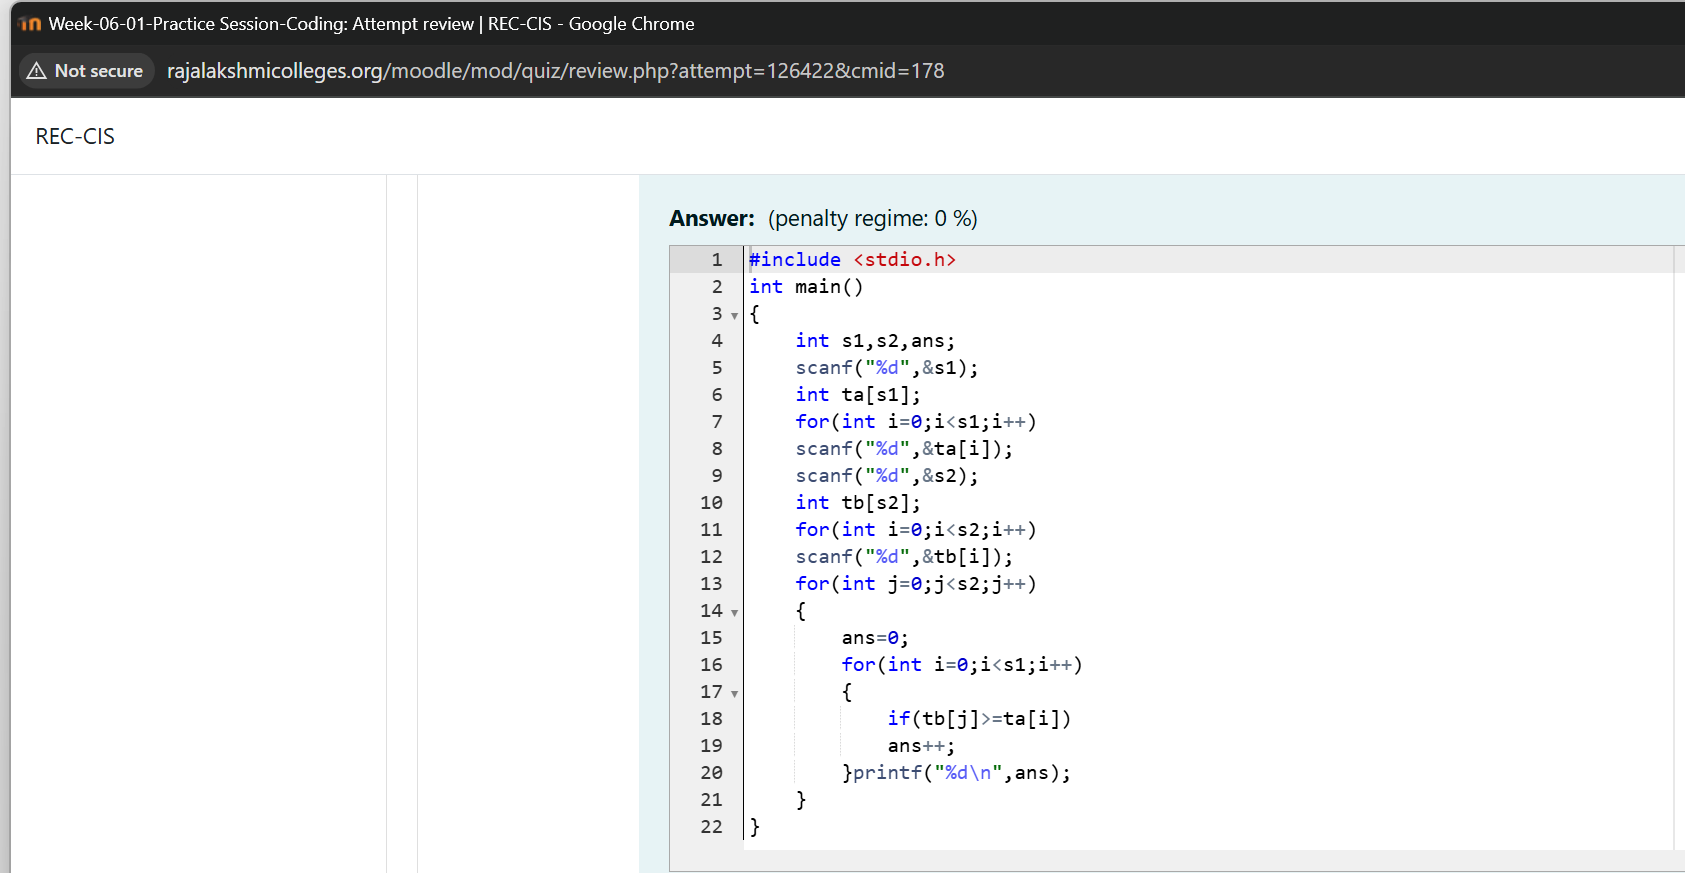 Week-06-01-Practice Session-Coding: Attempt review | REC-CIS - Google Chrome
Not secure rajalakshmicolleges.org/moodle/mod/quiz/review.php?attempt=126422&cmid=178
REC-CIS
Answer: (penalty regime: 0 %)
1 #include <stdio.h>
2 int main()
3 {
4     int s1,s2,ans;
5     scanf("%d",&s1);
6     int ta[s1];
7     for(int i=0;i<s1;i++)
8     scanf("%d",&ta[i]);
9     scanf("%d",&s2);
10     int tb[s2];
11     for(int i=0;i<s2;i++)
12     scanf("%d",&tb[i]);
13     for(int j=0;j<s2;j++)
14     {
15         ans=0;
16         for(int i=0;i<s1;i++)
17         {
18             if(tb[j]>=ta[i])
19             ans++;
20         }printf("%d\n",ans);
21     }
22 }